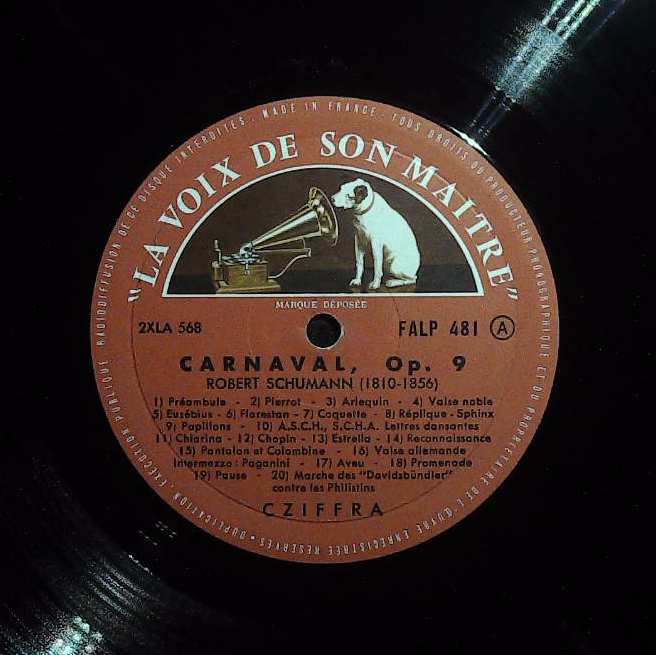 RADIODIFFUSION DE CE DISQUE INTERDITES · MADE IN FRANCE · TOUS DROITS DU PRODUCTEUR PHONOGRAPHIQUE ET DU PROPRIÉTAIRE DE L'ŒUVRE ENREGISTRÉE RÉSERVÉS · DUPLICATION · EXÉCUTION PUBLIQUE
"LA VOIX DE SON MAITRE"
MARQUE DÉPOSÉE
2XLA 568
FALP 481 A
CARNAVAL, Op. 9
ROBERT SCHUMANN (1810-1856)
1) Préambule - 2) Pierrot - 3) Arlequin - 4) Valse noble
5) Eusébius - 6) Florestan - 7) Coquette - 8) Réplique - Sphinx
9) Papillons - 10) A.S.C.H., S.C.H.A. Lettres dansantes
11) Chiarina - 12) Chopin - 13) Estrella - 14) Reconnaissance
15) Pantalon et Colombine - 16) Valse allemande
Intermezzo: Paganini - 17) Aveu - 18) Promenade
19) Pause - 20) Marche des "Davidsbündler"
contre les Philistins
CZIFFRA